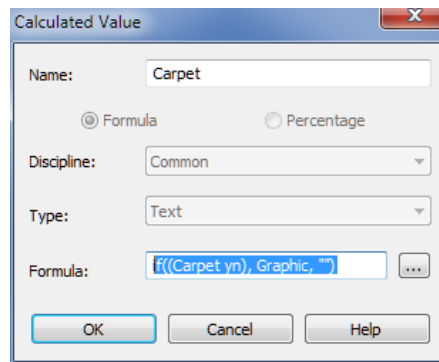 Calculated Value
Name: Carpet
Formula Percentage
Discipline: Common
Type: Text
Formula: if((Carpet yn), Graphic, "") ...
OK Cancel Help